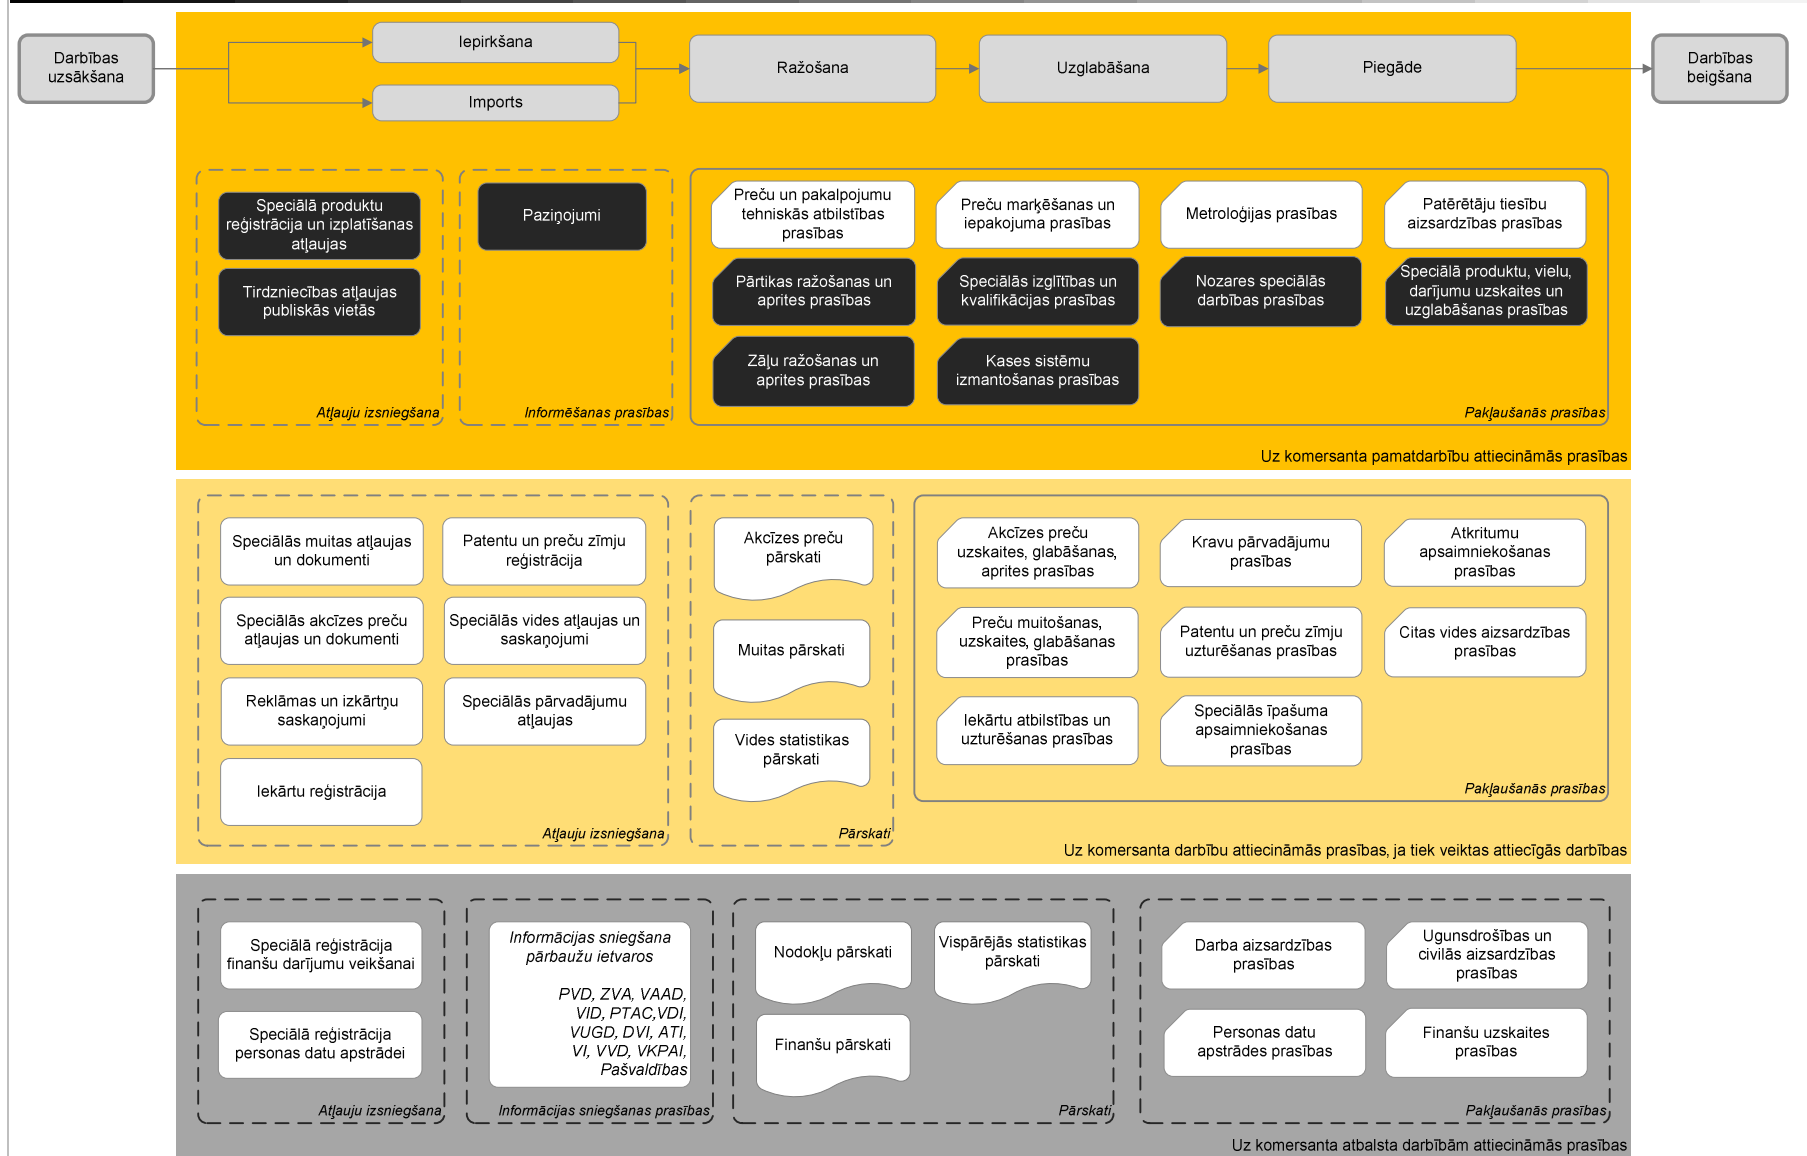 Darbības
uzsākšana
Iepirkšana
Imports
Ražošana
Uzglabāšana
Piegāde
Darbības
beigšana
Speciālā produktu
reģistrācija un izplatīšanas
atļaujas
Tirdzniecības atļaujas
publiskās vietās
Atļauju izsniegšana
Paziņojumi
Informēšanas prasības
Preču un pakalpojumu
tehniskās atbilstības
prasības
Preču marķēšanas un
iepakojuma prasības
Metroloģijas prasības
Patērētāju tiesību
aizsardzības prasības
Pārtikas ražošanas un
aprites prasības
Speciālās izglītības un
kvalifikācijas prasības
Nozares speciālās
darbības prasības
Speciālā produktu, vielu,
darījumu uzskaites un
uzglabāšanas prasības
Zāļu ražošanas un
aprites prasības
Kases sistēmu
izmantošanas prasības
Pakļaušanās prasības
Uz komersanta pamatdarbību attiecināmās prasības
Speciālās muitas atļaujas
un dokumenti
Patentu un preču zīmju
reģistrācija
Speciālās akcīzes preču
atļaujas un dokumenti
Speciālās vides atļaujas un
saskaņojumi
Reklāmas un izkārtņu
saskaņojumi
Speciālās pārvadājumu
atļaujas
Iekārtu reģistrācija
Atļauju izsniegšana
Akcīzes preču
pārskati
Muitas pārskati
Vides statistikas
pārskati
Pārskati
Akcīzes preču
uzskaites, glabāšanas,
aprites prasības
Kravu pārvadājumu
prasības
Atkritumu
apsaimniekošanas
prasības
Preču muitošanas,
uzskaites, glabāšanas
prasības
Patentu un preču zīmju
uzturēšanas prasības
Citas vides aizsardzības
prasības
Iekārtu atbilstības un
uzturēšanas prasības
Speciālās īpašuma
apsaimniekošanas
prasības
Pakļaušanās prasības
Uz komersanta darbību attiecināmās prasības, ja tiek veiktas attiecīgās darbības
Speciālā reģistrācija
finanšu darījumu veikšanai
Speciālā reģistrācija
personas datu apstrādei
Atļauju izsniegšana
Informācijas sniegšana
pārbaužu ietvaros
PVD, ZVA, VAAD,
VID, PTAC,VDI,
VUGD, DVI, ATI,
VI, VVD, VKPAI,
Pašvaldības
Informācijas sniegšanas prasības
Nodokļu pārskati
Vispārējās statistikas
pārskati
Finanšu pārskati
Pārskati
Darba aizsardzības
prasības
Ugunsdrošības un
civilās aizsardzības
prasības
Personas datu
apstrādes prasības
Finanšu uzskaites
prasības
Pakļaušanās prasības
Uz komersanta atbalsta darbībām attiecināmās prasības